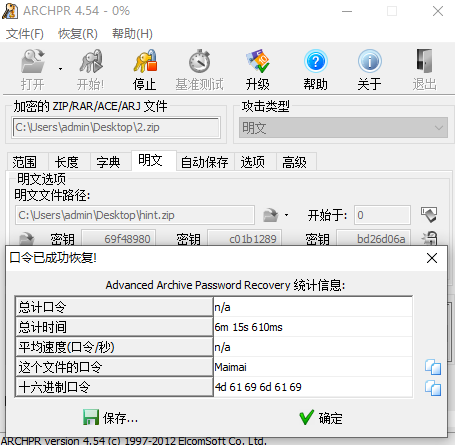 ARCHPR 4.54 - 0%
文件(F) 恢复(R) 帮助(H)
打开 开始! 停止 基准测试 升级 帮助 关于 退出
加密的 ZIP/RAR/ACE/ARJ 文件 攻击类型
C:\Users\admin\Desktop\2.zip 明文
范围 长度 字典 明文 自动保存 选项 高级
明文选项
明文文件路径:
C:\Users\admin\Desktop\hint.zip 开始于: 0
密钥 69f48980 密钥 c01b1289 密钥 bd26d06a
口令已成功恢复!
Advanced Archive Password Recovery 统计信息:
总计口令 n/a
总计时间 6m 15s 610ms
平均速度(口令/秒) n/a
这个文件的口令 Maimai
十六进制口令 4d 61 69 6d 61 69
保存... 确定
ARCHPR version 4.54 (c) 1997-2012 ElcomSoft Co. Ltd.